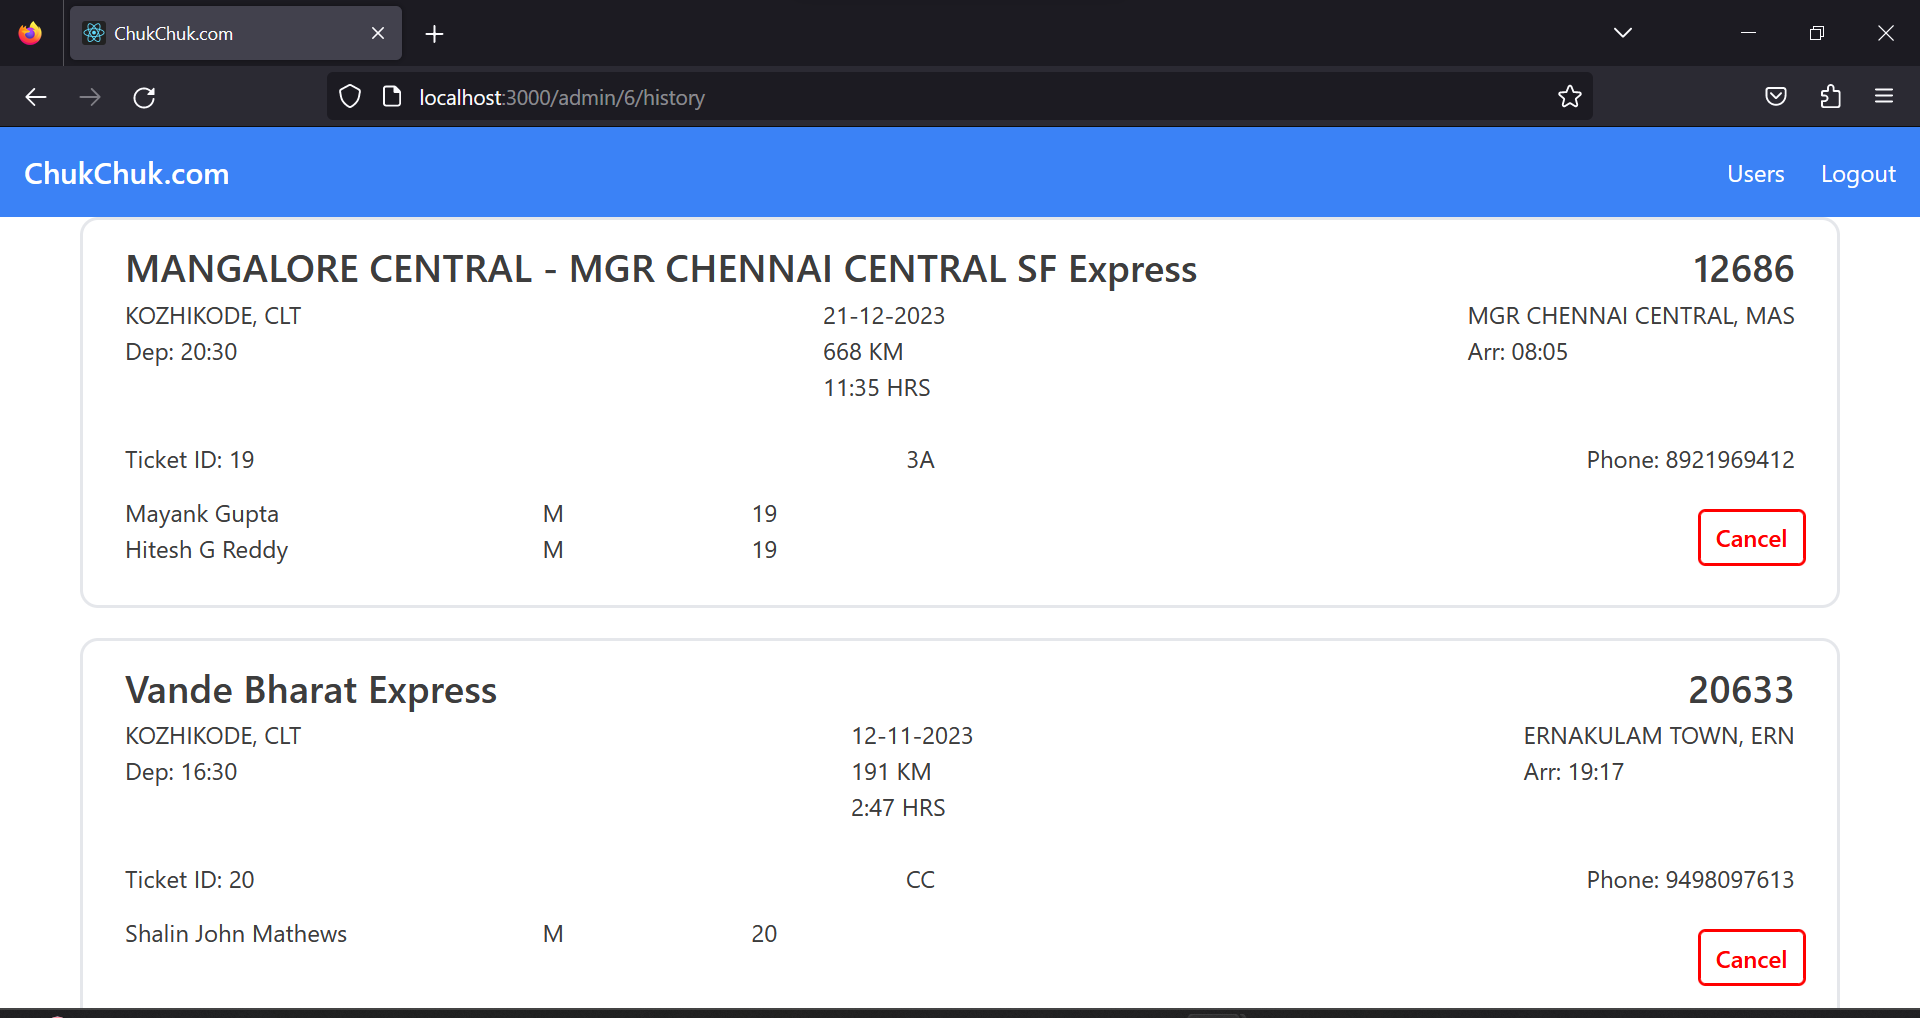 ChukChuk.com
localhost:3000/admin/6/history
ChukChuk.com
Users
Logout
MANGALORE CENTRAL - MGR CHENNAI CENTRAL SF Express
12686
KOZHIKODE, CLT
21-12-2023
MGR CHENNAI CENTRAL, MAS
Dep: 20:30
668 KM
Arr: 08:05
11:35 HRS
Ticket ID: 19
3A
Phone: 8921969412
Mayank Gupta
M
19
Hitesh G Reddy
M
19
Cancel
Vande Bharat Express
20633
KOZHIKODE, CLT
12-11-2023
ERNAKULAM TOWN, ERN
Dep: 16:30
191 KM
Arr: 19:17
2:47 HRS
Ticket ID: 20
CC
Phone: 9498097613
Shalin John Mathews
M
20
Cancel